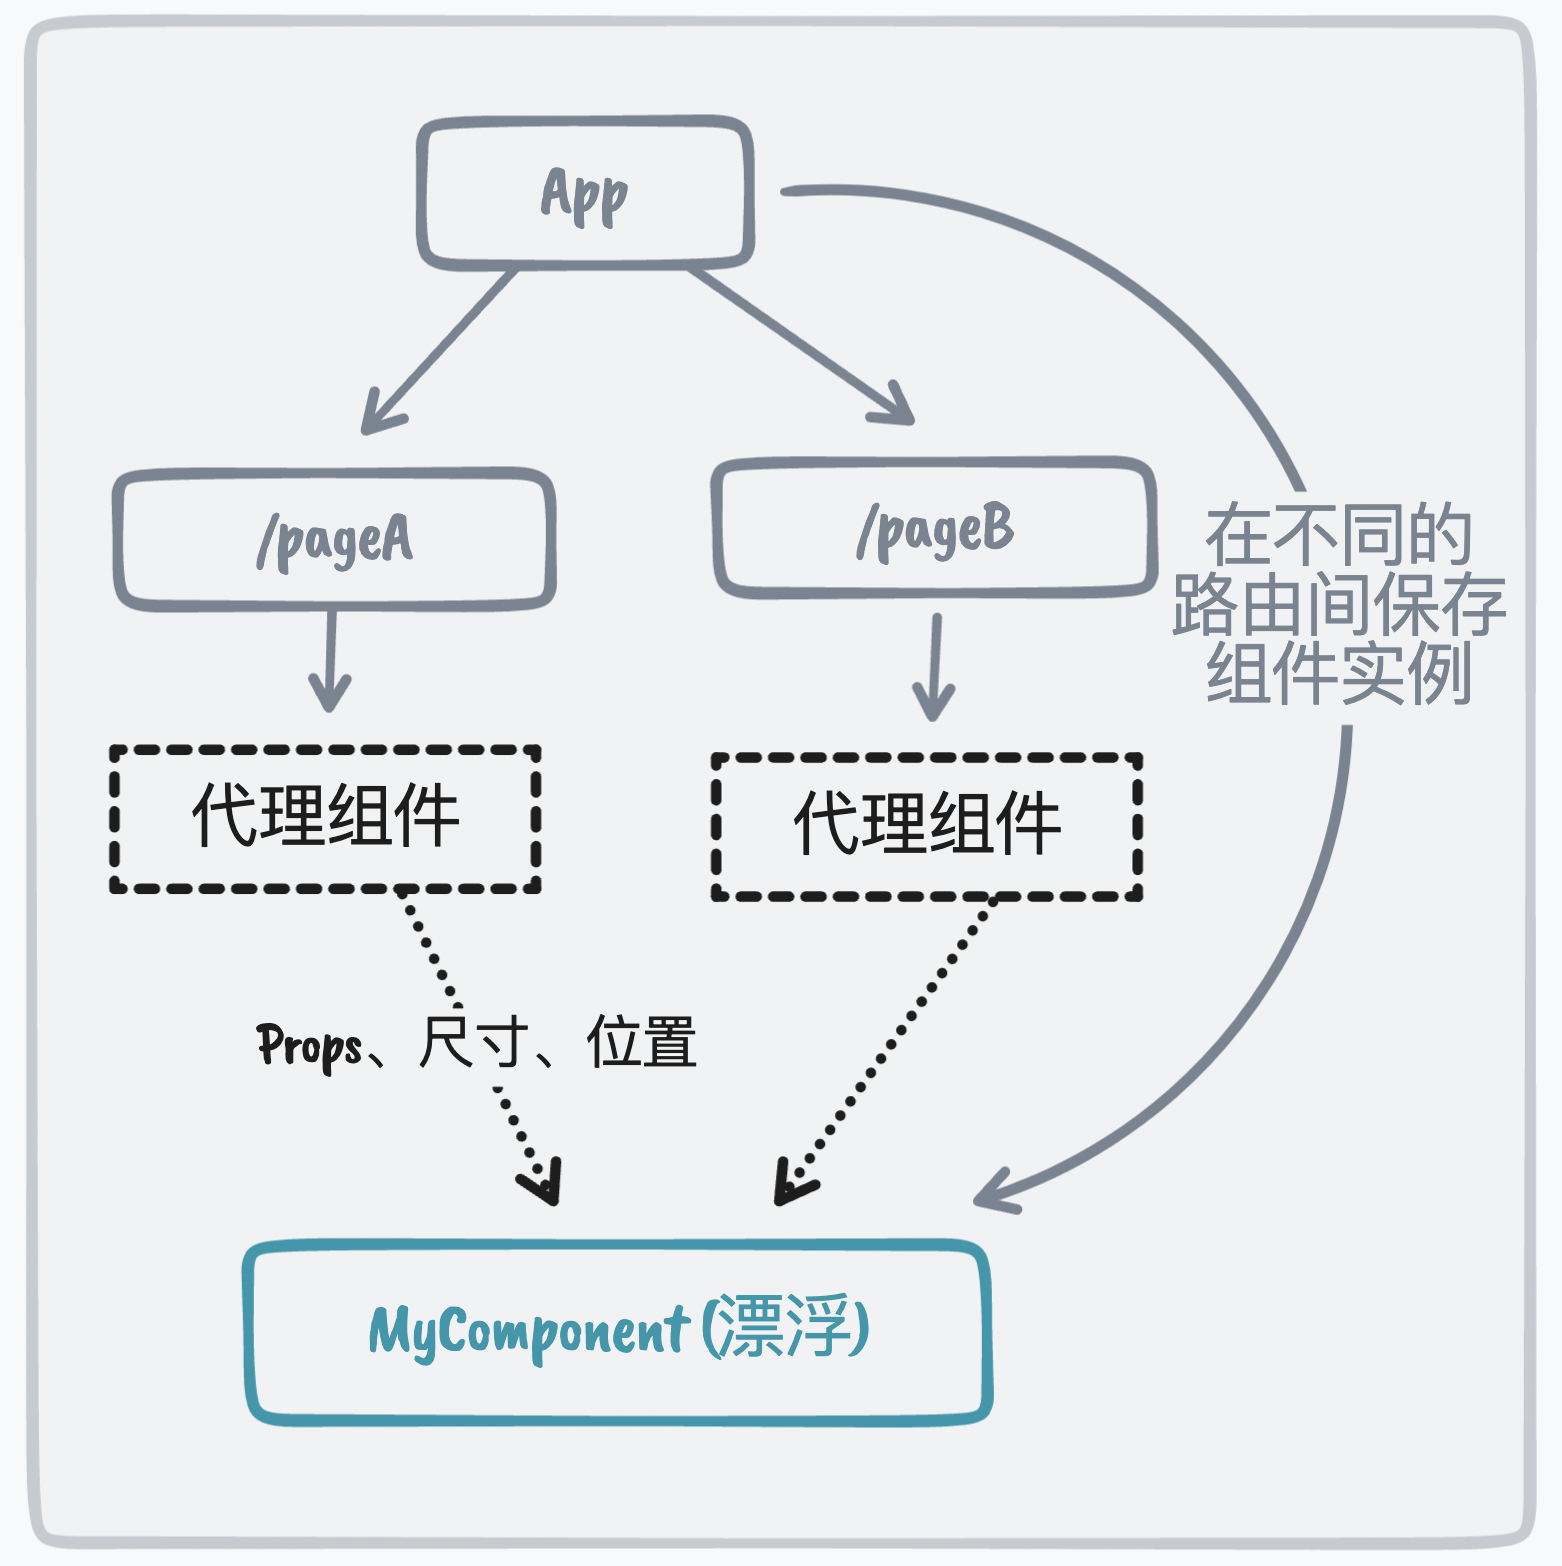 App
/pageA
/pageB
在不同的
路由间保存
组件实例
代理组件
代理组件
Props、尺寸、位置
MyComponent (漂浮)